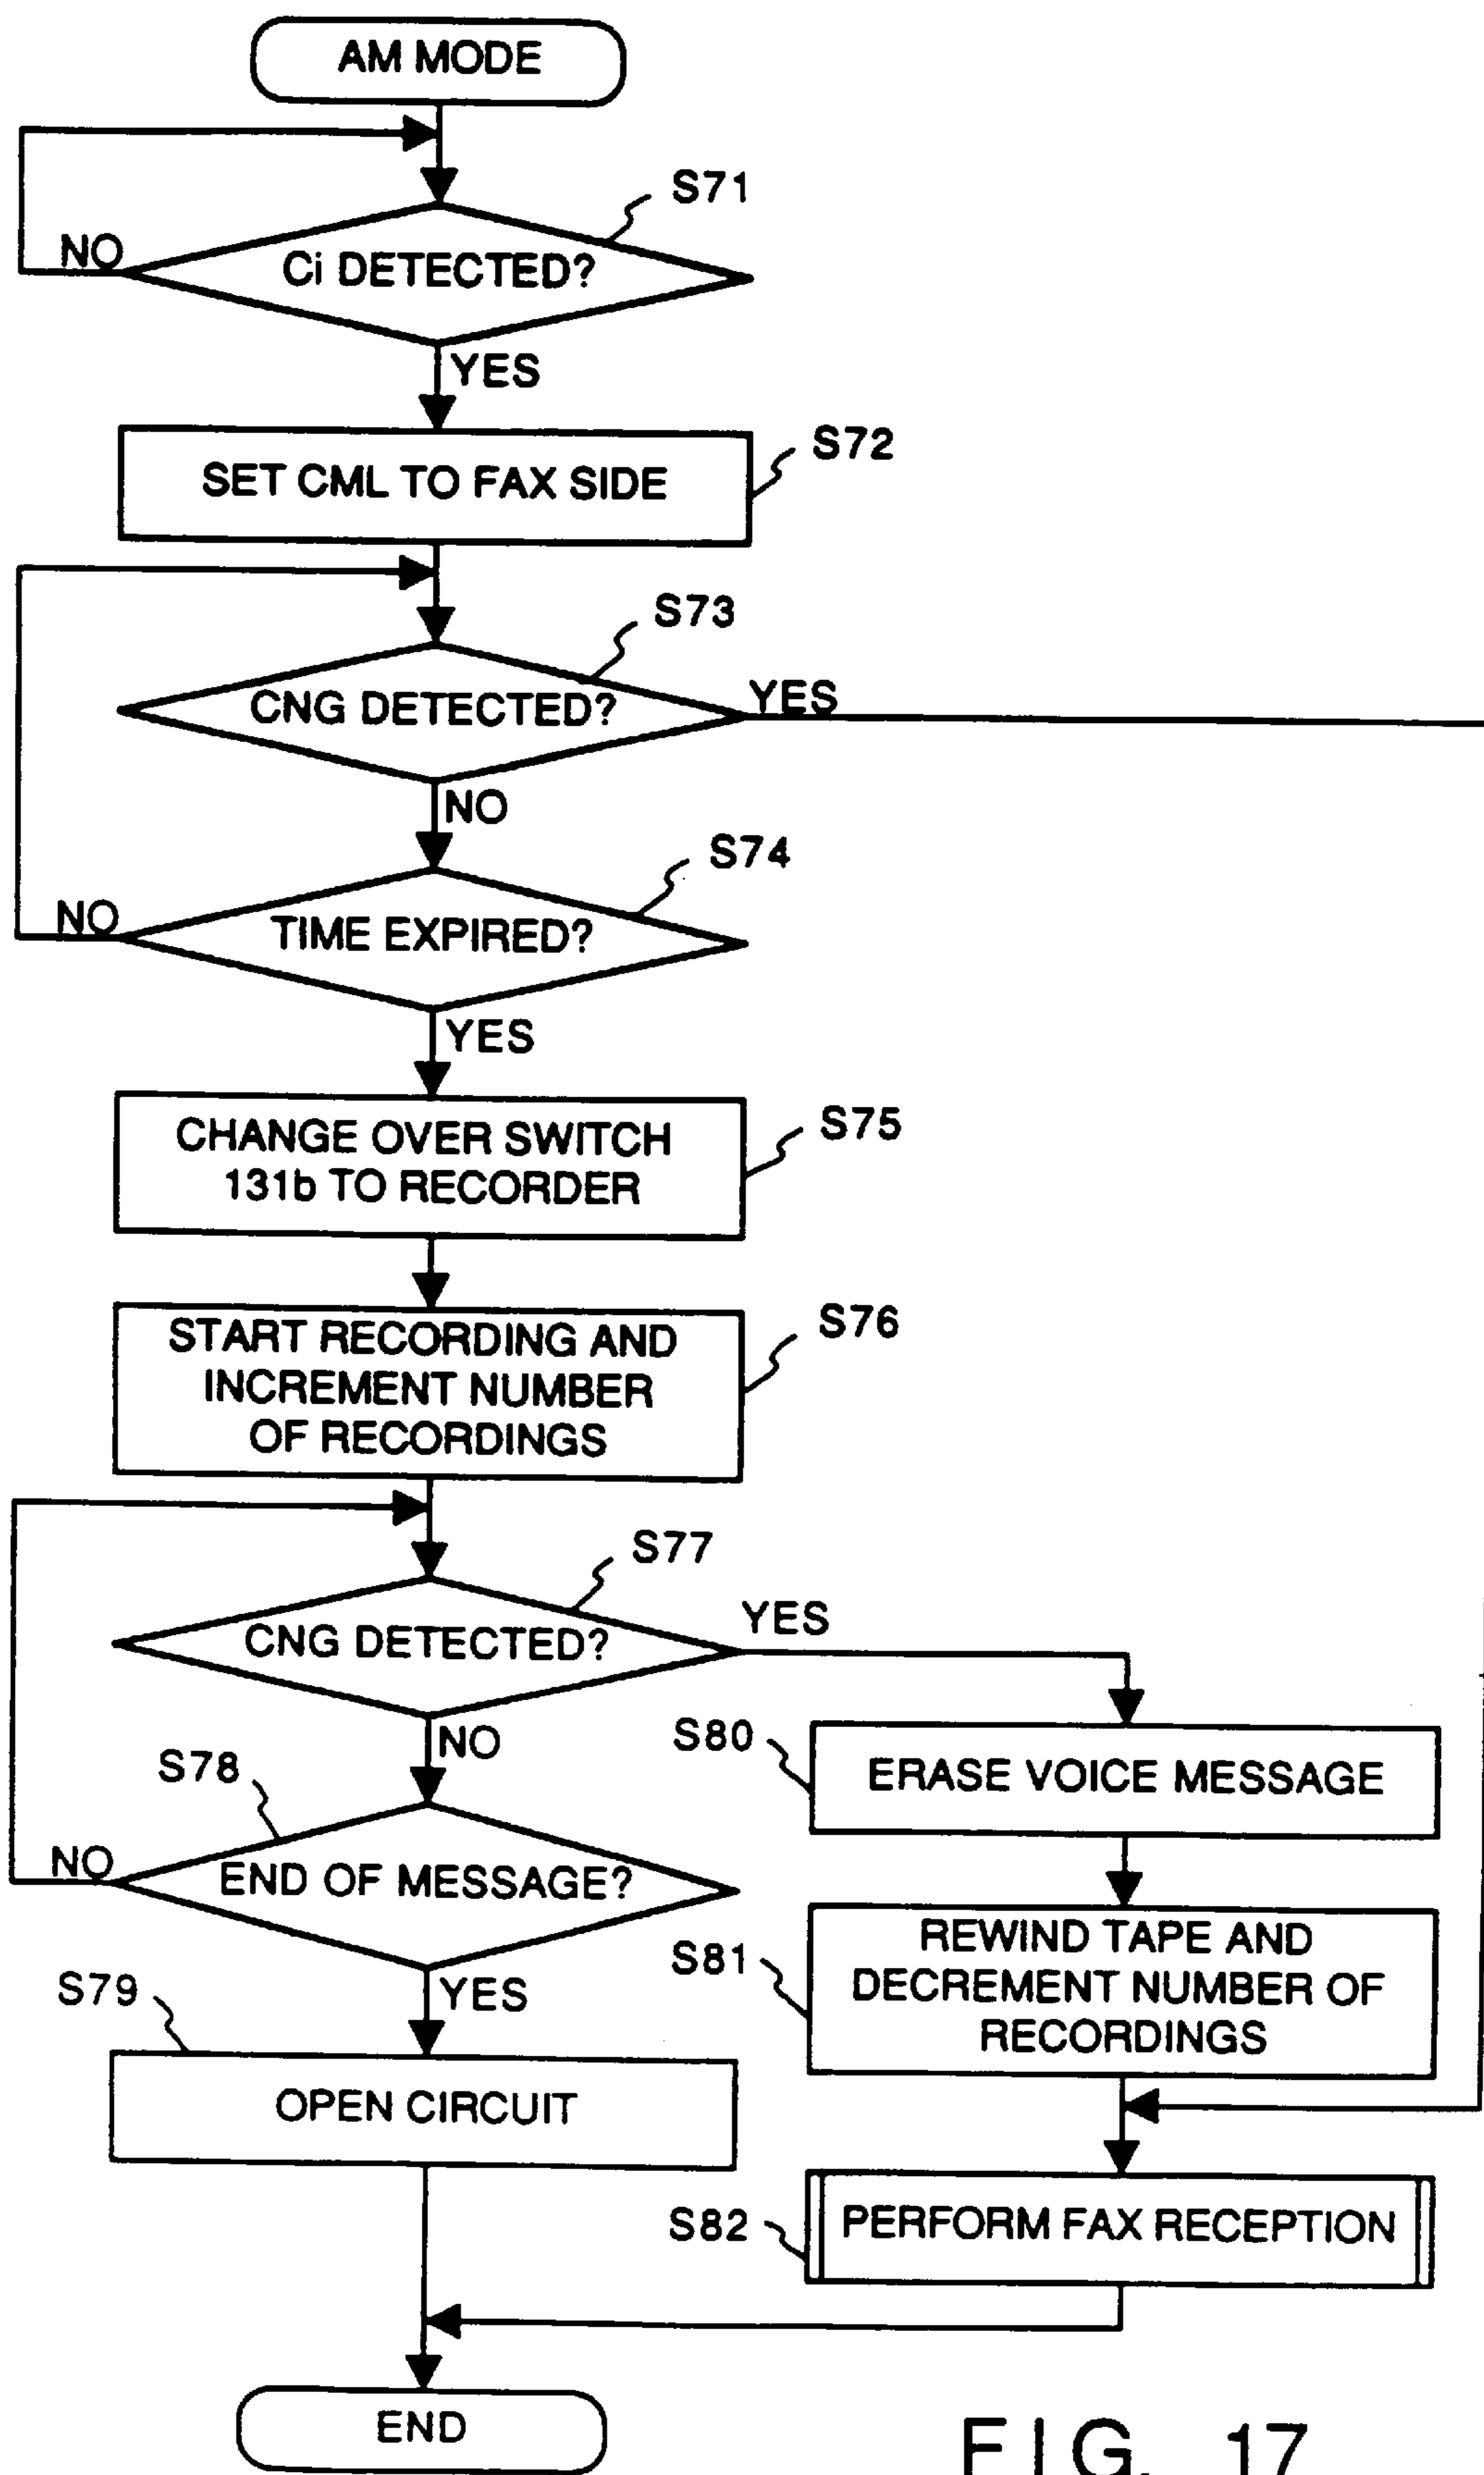 AM MODE
S71
NO
Ci DETECTED?
YES
S72
SET CML TO FAX SIDE
S73
CNG DETECTED?
YES
NO
S74
NO
TIME EXPIRED?
YES
CHANGE OVER SWITCH
131b TO RECORDER
S75
START RECORDING AND
INCREMENT NUMBER
OF RECORDINGS
S76
S77
CNG DETECTED?
YES
NO
S78
NO
END OF MESSAGE?
YES
S79
OPEN CIRCUIT
S80
ERASE VOICE MESSAGE
S81
REWIND TAPE AND
DECREMENT NUMBER OF
RECORDINGS
S82
PERFORM FAX RECEPTION
END
FIG. 17